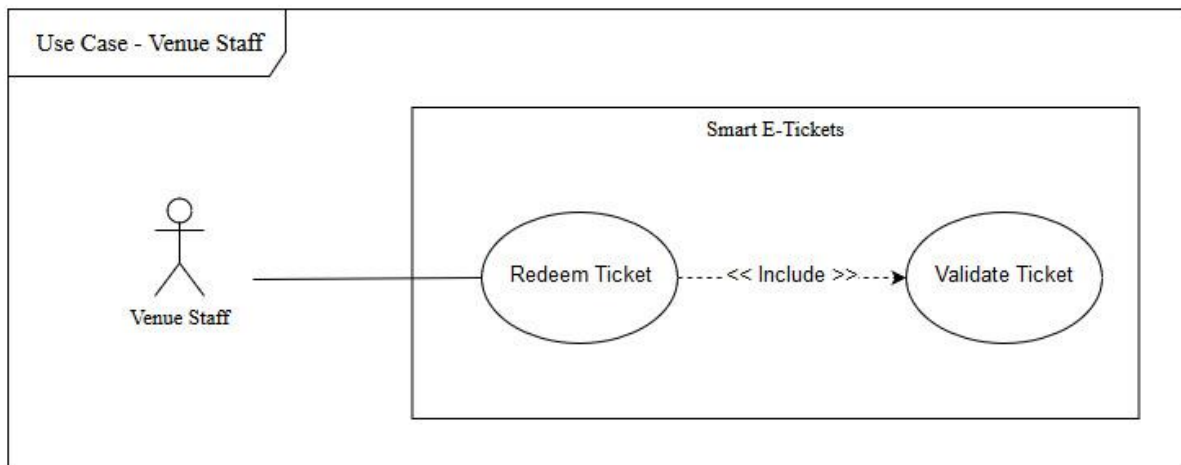 Use Case - Venue Staff
Smart E-Tickets
Redeem Ticket
<< Include >>
Validate Ticket
Venue Staff